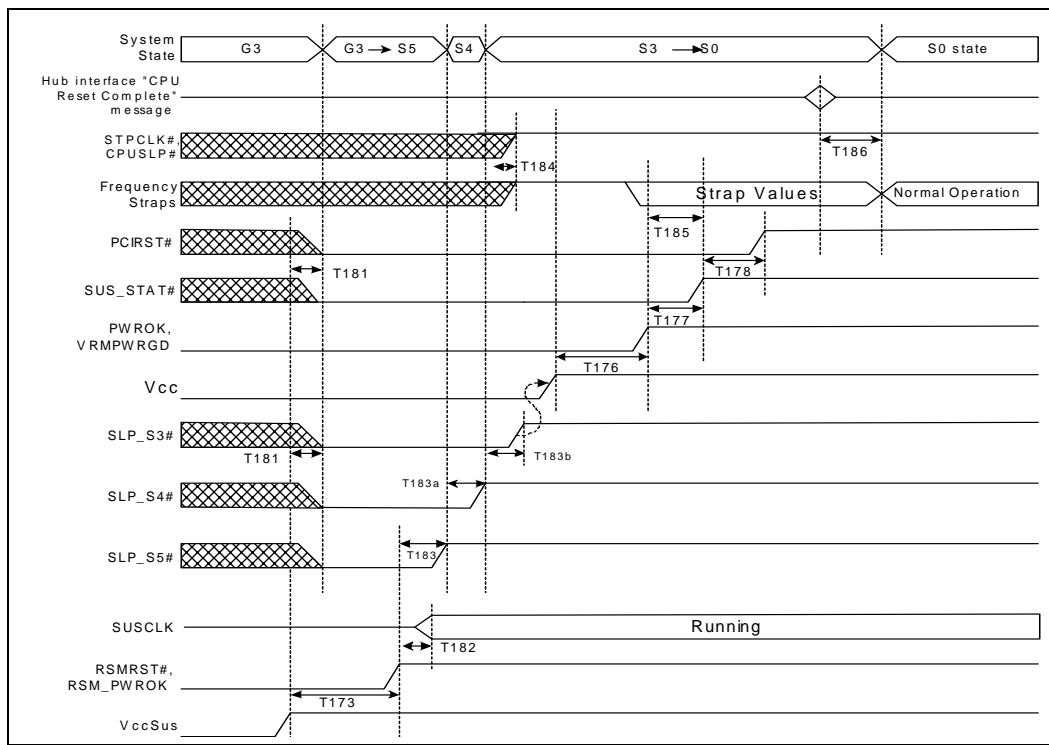 System
State
G3
G3 → S5
S4
S3 → S0
S0 state
Hub interface "CPU
Reset Complete"
message
STPCLK#,
CPUSLP#
T184
T186
Frequency
Straps
Strap Values
Normal Operation
T185
PCIRST#
T181
T178
SUS_STAT#
T177
PWROK,
VRMPWRGD
T176
Vcc
SLP_S3#
T181
T183b
SLP_S4#
T183a
SLP_S5#
T183
SUSCLK
Running
T182
RSMRST#,
RSM_PWROK
T173
VccSus